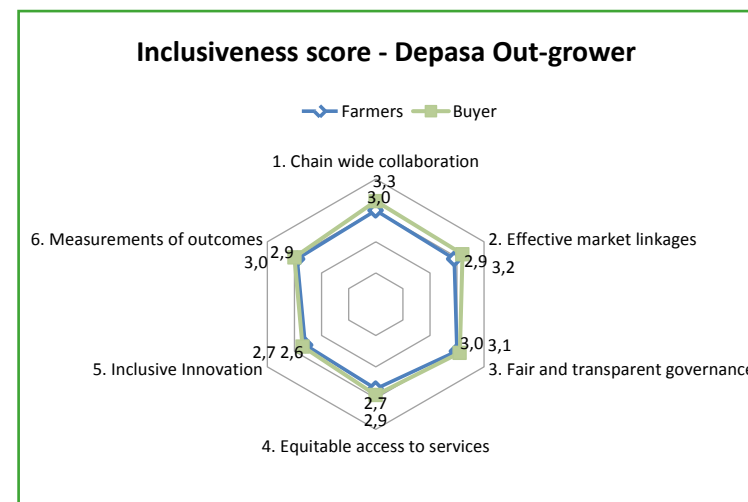 Inclusiveness score - Depasa Out-grower
Farmers Buyer
1. Chain wide collaboration
3,3
3,0
2. Effective market linkages
2,9 3,2
3,0 3,1
3. Fair and transparent governance
2,7
2,9
4. Equitable access to services
2,7 2,6
5. Inclusive Innovation
6. Measurements of outcomes
2,9
3,0